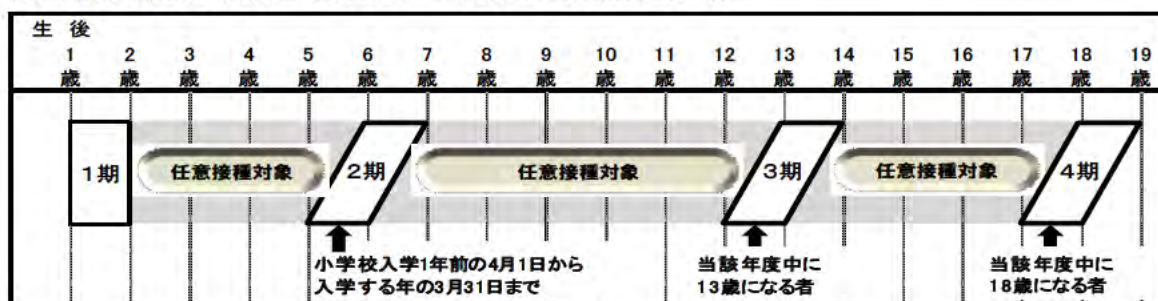 生 後
1 2 3 4 5 6 7 8 9 10 11 12 13 14 15 16 17 18 19
歳 歳 歳 歳 歳 歳 歳 歳 歳 歳 歳 歳 歳 歳 歳 歳 歳 歳 歳
1期 任意接種対象 2期 任意接種対象 3期 任意接種対象 4期
小学校入学1年前の4月1日から
入学する年の3月31日まで
当該年度中に
13歳になる者
当該年度中に
18歳になる者